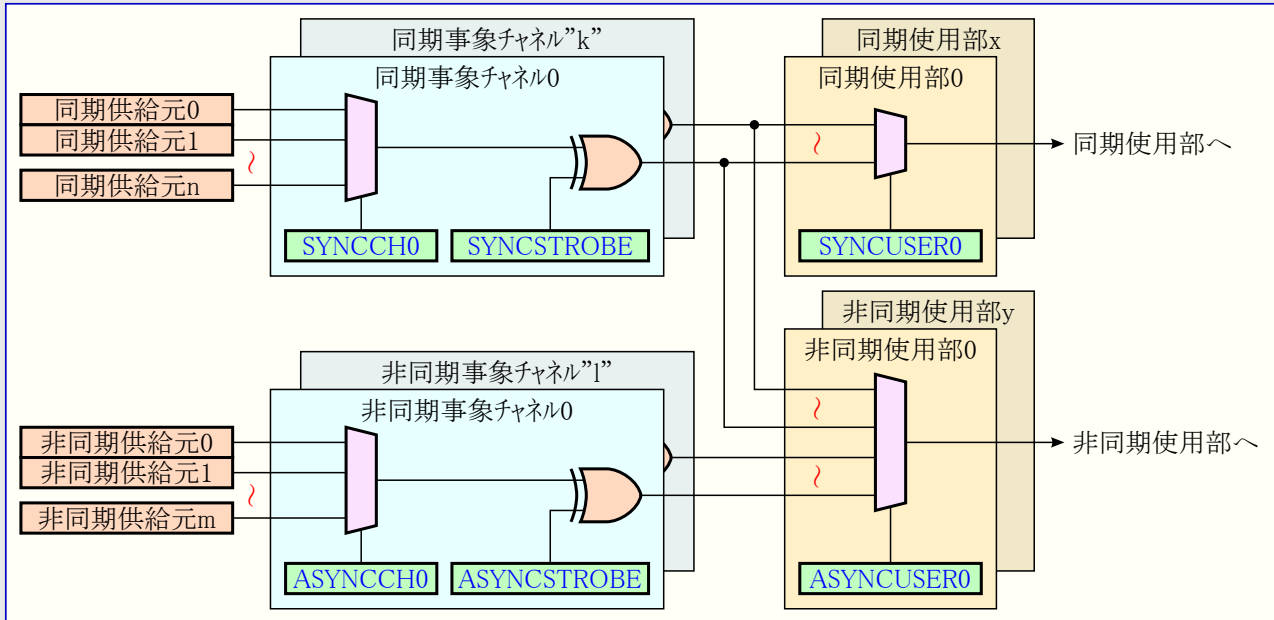 同期事象チャネル"k"
同期事象チャネル0
同期供給元0
同期供給元1
~
同期供給元n
SYNCCH0
SYNCSTROBE
同期使用部x
同期使用部0
~
SYNCUSER0
同期使用部へ
非同期事象チャネル"l"
非同期事象チャネル0
非同期供給元0
非同期供給元1
~
非同期供給元m
ASYNCCH0
ASYNCSTROBE
非同期使用部y
非同期使用部0
~
~
ASYNCUSER0
非同期使用部へ